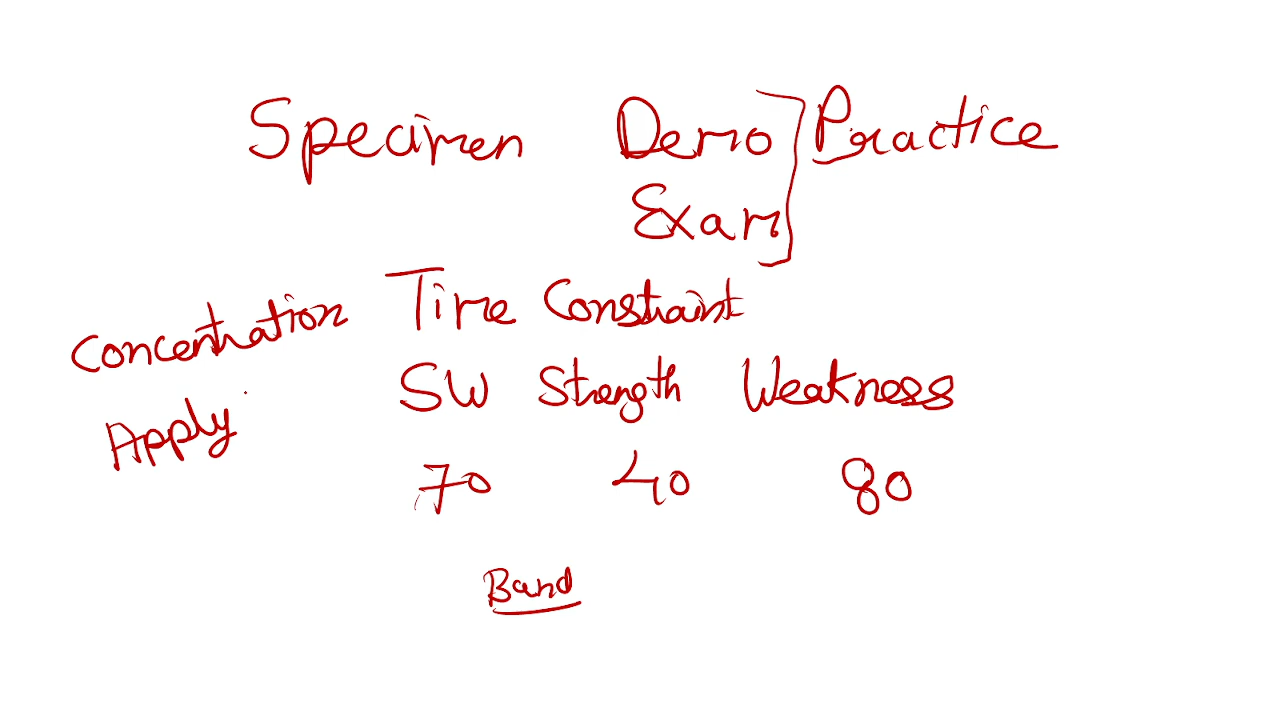 Specimen Demo Practice
Exam
Concentration Time Constraint
Apply SW Strength Weakness
70 40 80
Band